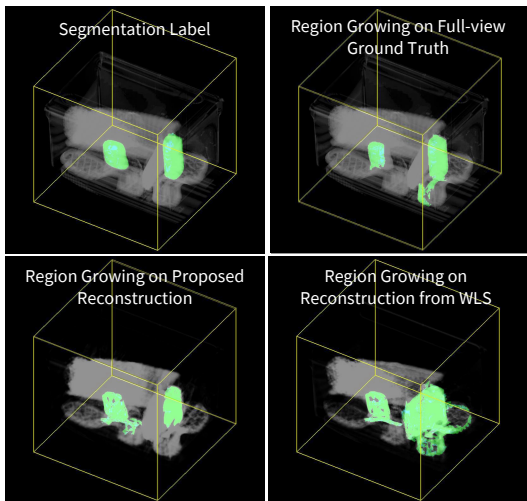 Segmentation Label
Region Growing on Full-view
Ground Truth
Region Growing on Proposed
Reconstruction
Region Growing on
Reconstruction from WLS